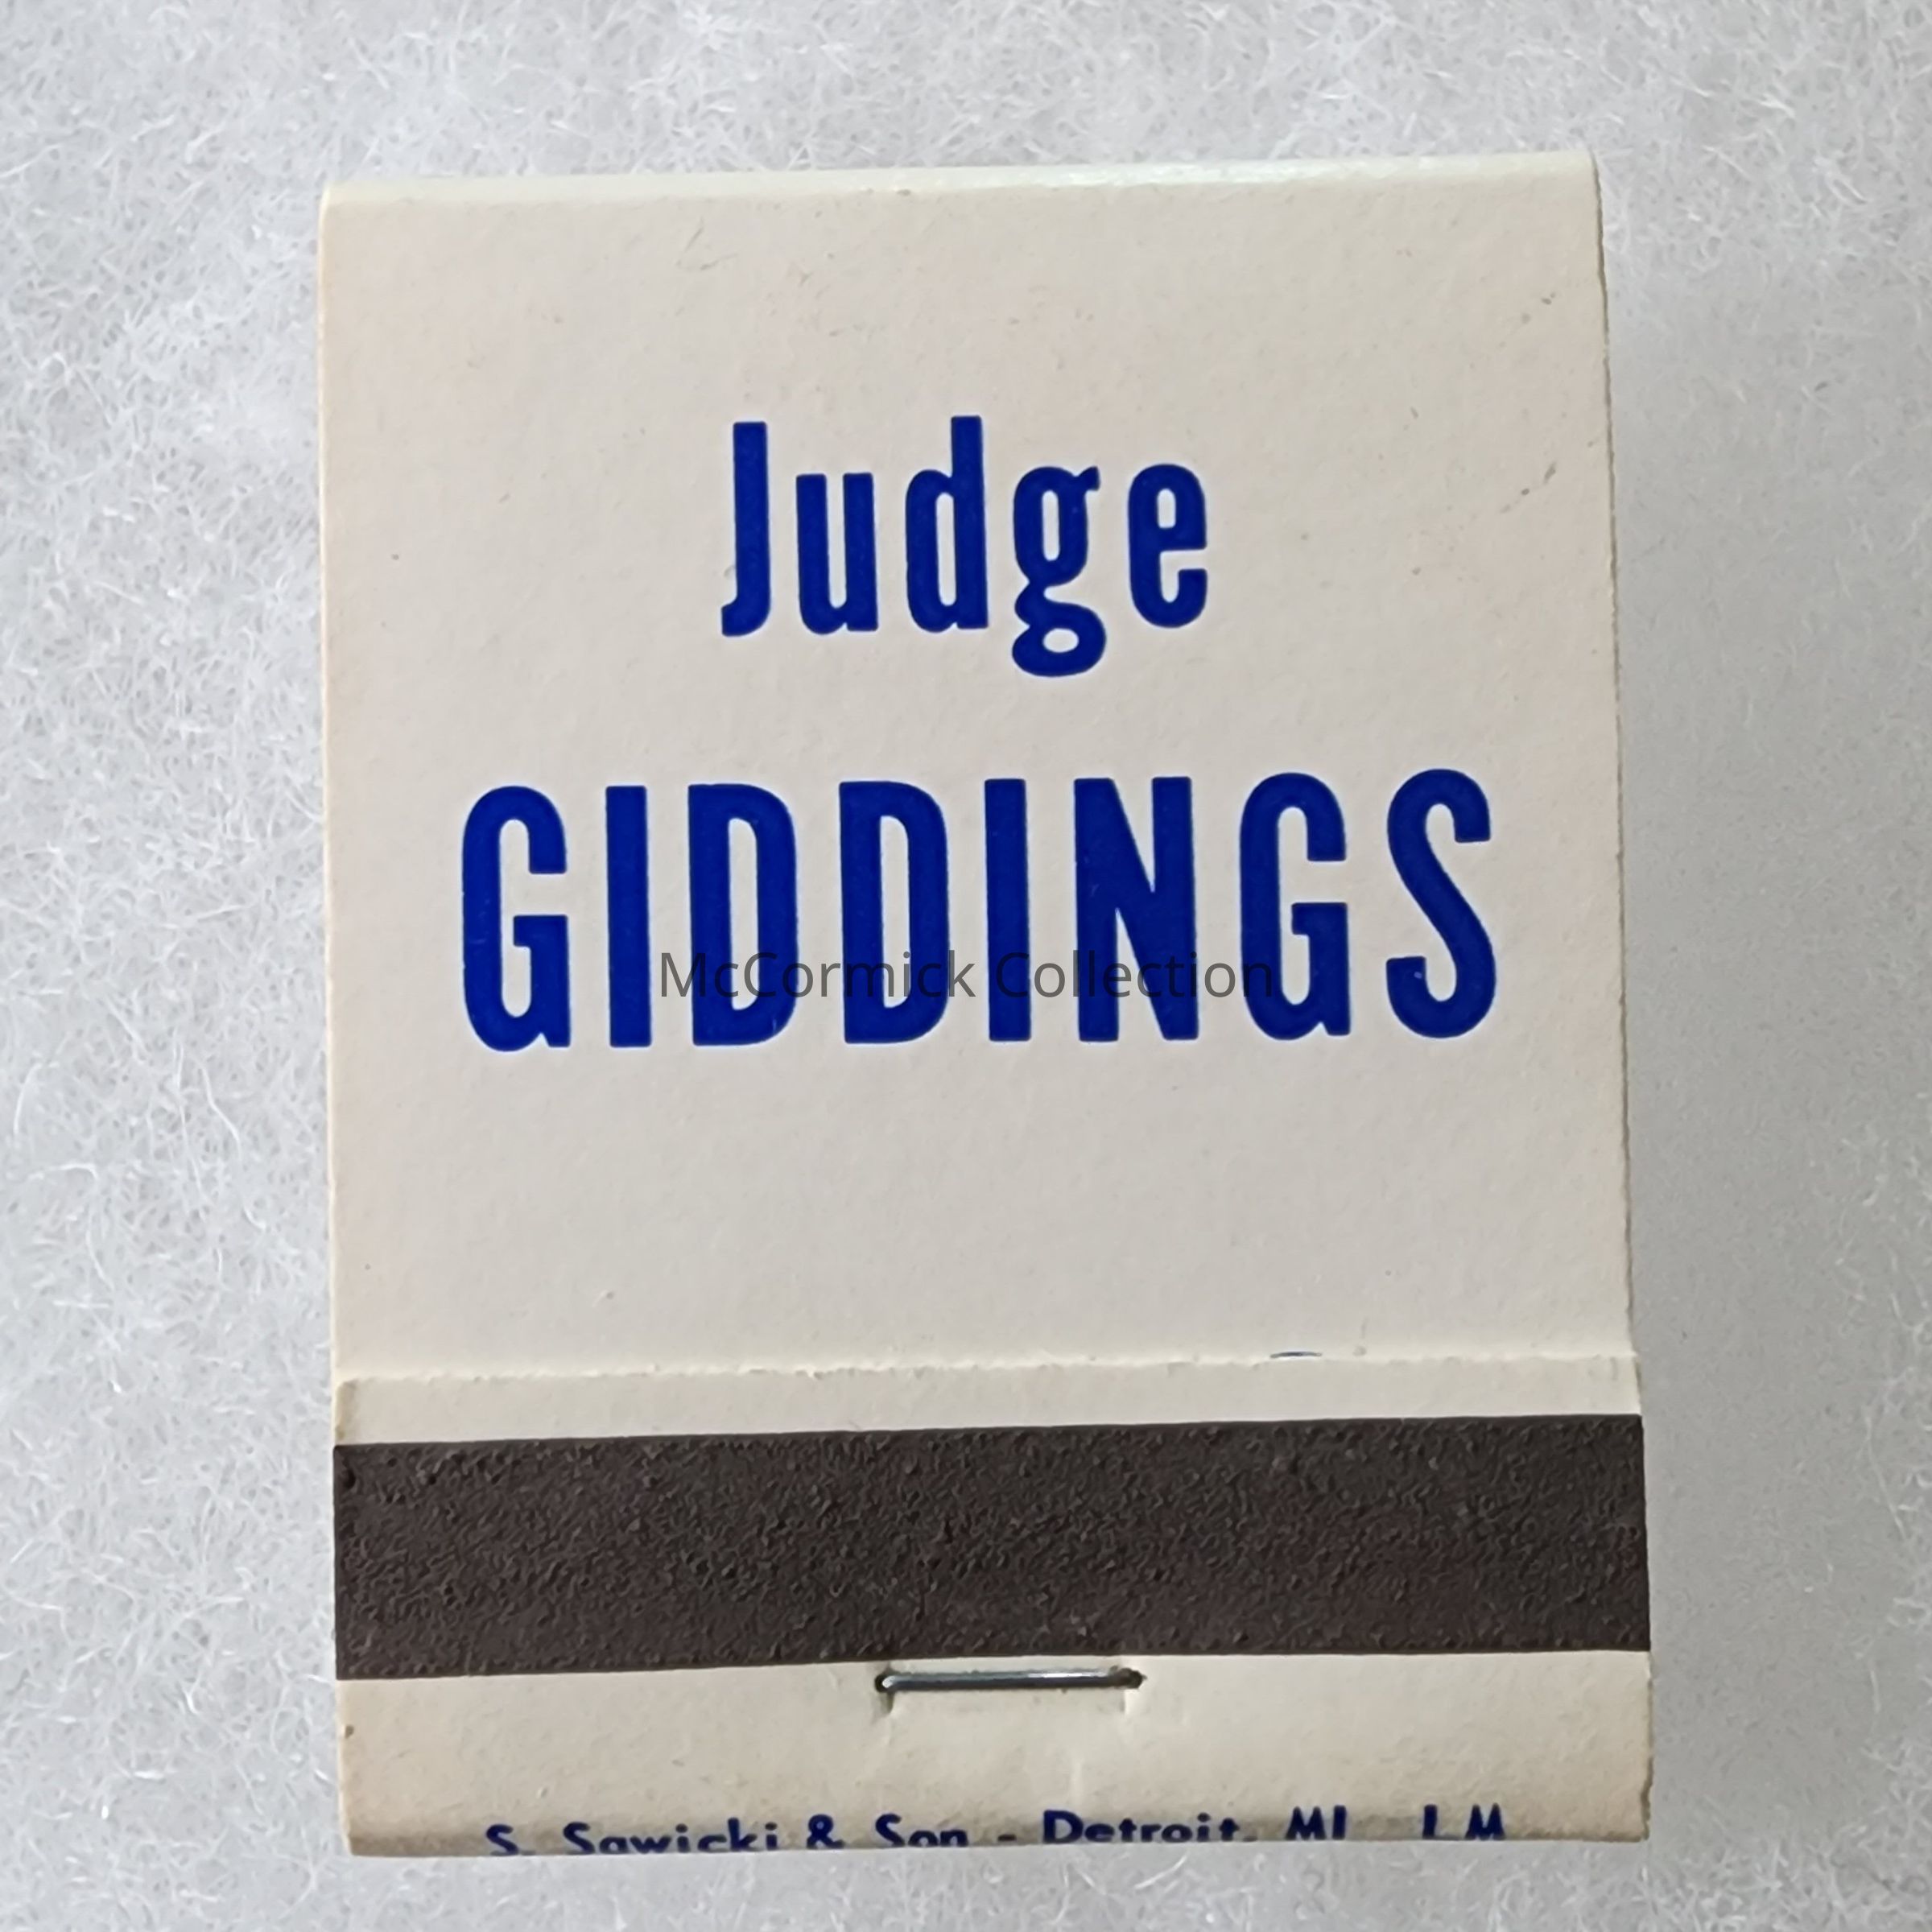 Judge
GIDDINGS
McCormick Collection
S. Sawicki & Son - Detroit, MI LM